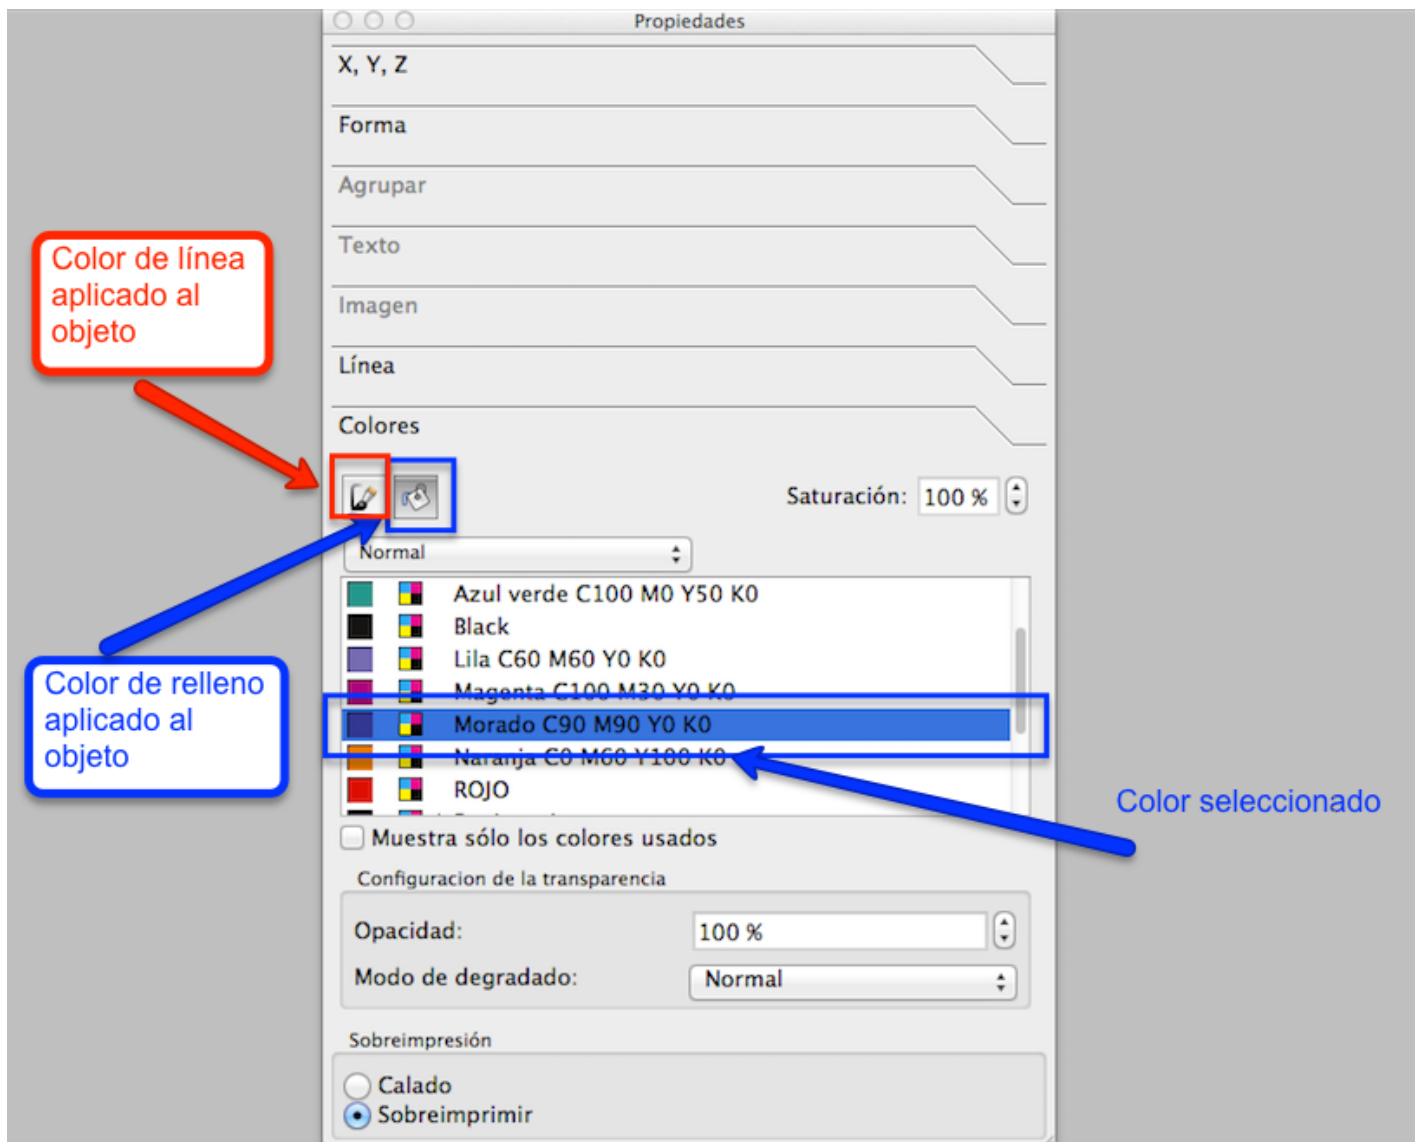 Propiedades
X, Y, Z
Forma
Agrupar
Texto
Imagen
Línea
Colores
Color de línea
aplicado al
objeto
Saturación: 100 %
Normal
Azul verde C100 M0 Y50 K0
Black
Lila C60 M60 Y0 K0
Magenta C100 M30 Y0 K0
Morado C90 M90 Y0 K0
Naranja C0 M60 Y100 K0
ROJO
Color de relleno
aplicado al
objeto
Color seleccionado
Muestra sólo los colores usados
Configuracion de la transparencia
Opacidad: 100 %
Modo de degradado: Normal
Sobreimpresión
Calado
Sobreimprimir